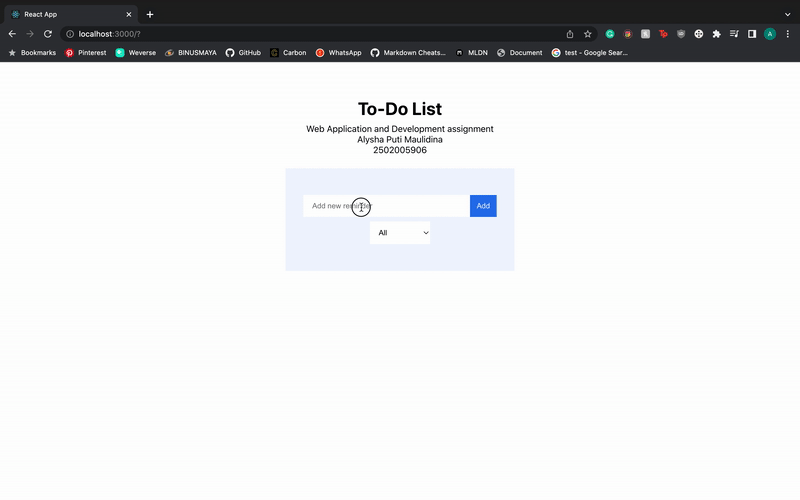 React App
localhost:3000/?
A
Bookmarks Pinterest Weverse BINUSMAYA GitHub Carbon WhatsApp Markdown Cheats... MLDN Document test - Google Sear...
To-Do List
Web Application and Development assignment
Alysha Puti Maulidina
2502005906
Add new reminder
Add
All